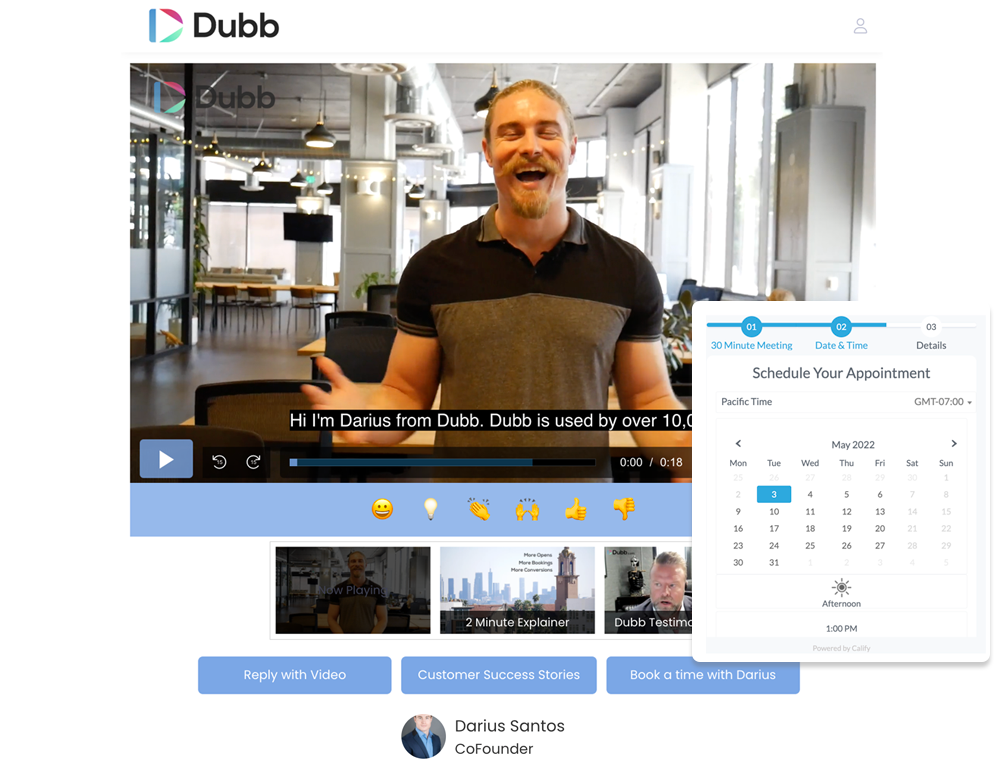 Dubb
Dubb
Hi I'm Darius from Dubb. Dubb is used by over 10,0
15
15
0:00 / 0:18
Now Playing
More Opens
More Bookings
More Conversions
2 Minute Explainer
Dubb
Dubb Testimo
Reply with Video
Customer Success Stories
Book a time with Darius
Darius Santos
CoFounder
01
02
03
30 Minute Meeting
Date & Time
Details
Schedule Your Appointment
Pacific Time
GMT-07:00
May 2022
Mon Tue Wed Thu Fri Sat Sun
25 26 27 28 29 30 1
2 3 4 5 6 7 8
9 10 11 12 13 14 15
16 17 18 19 20 21 22
23 24 25 26 27 28 29
30 31 1 2 3 4 5
Afternoon
1:00 PM
Powered by Calify